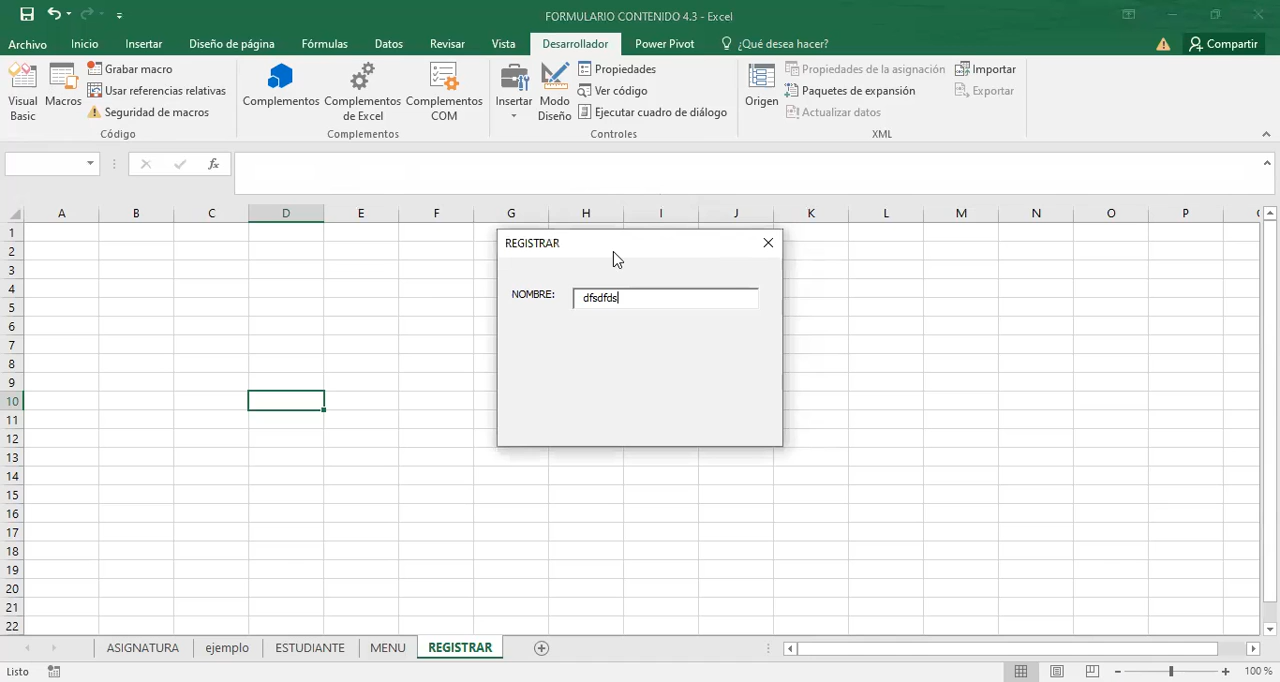 FORMULARIO CONTENIDO 4.3 - Excel
Archivo Inicio Insertar Diseño de página Fórmulas Datos Revisar Vista Desarrollador Power Pivot ¿Qué desea hacer? Compartir
Visual Basic
Macros
Grabar macro
Usar referencias relativas
Seguridad de macros
Código
Complementos
Complementos de Excel
Complementos COM
Complementos
Insertar
Modo Diseño
Propiedades
Ver código
Ejecutar cuadro de diálogo
Controles
Origen
Propiedades de la asignación
Paquetes de expansión
Actualizar datos
Importar
Exportar
XML
fx
A B C D E F G H I J K L M N O P
1
2
3
4
5
6
7
8
9
10
11
12
13
14
15
16
17
18
19
20
21
22
REGISTRAR
NOMBRE: dfsdfds
ASIGNATURA ejemplo ESTUDIANTE MENU REGISTRAR
Listo
100 %